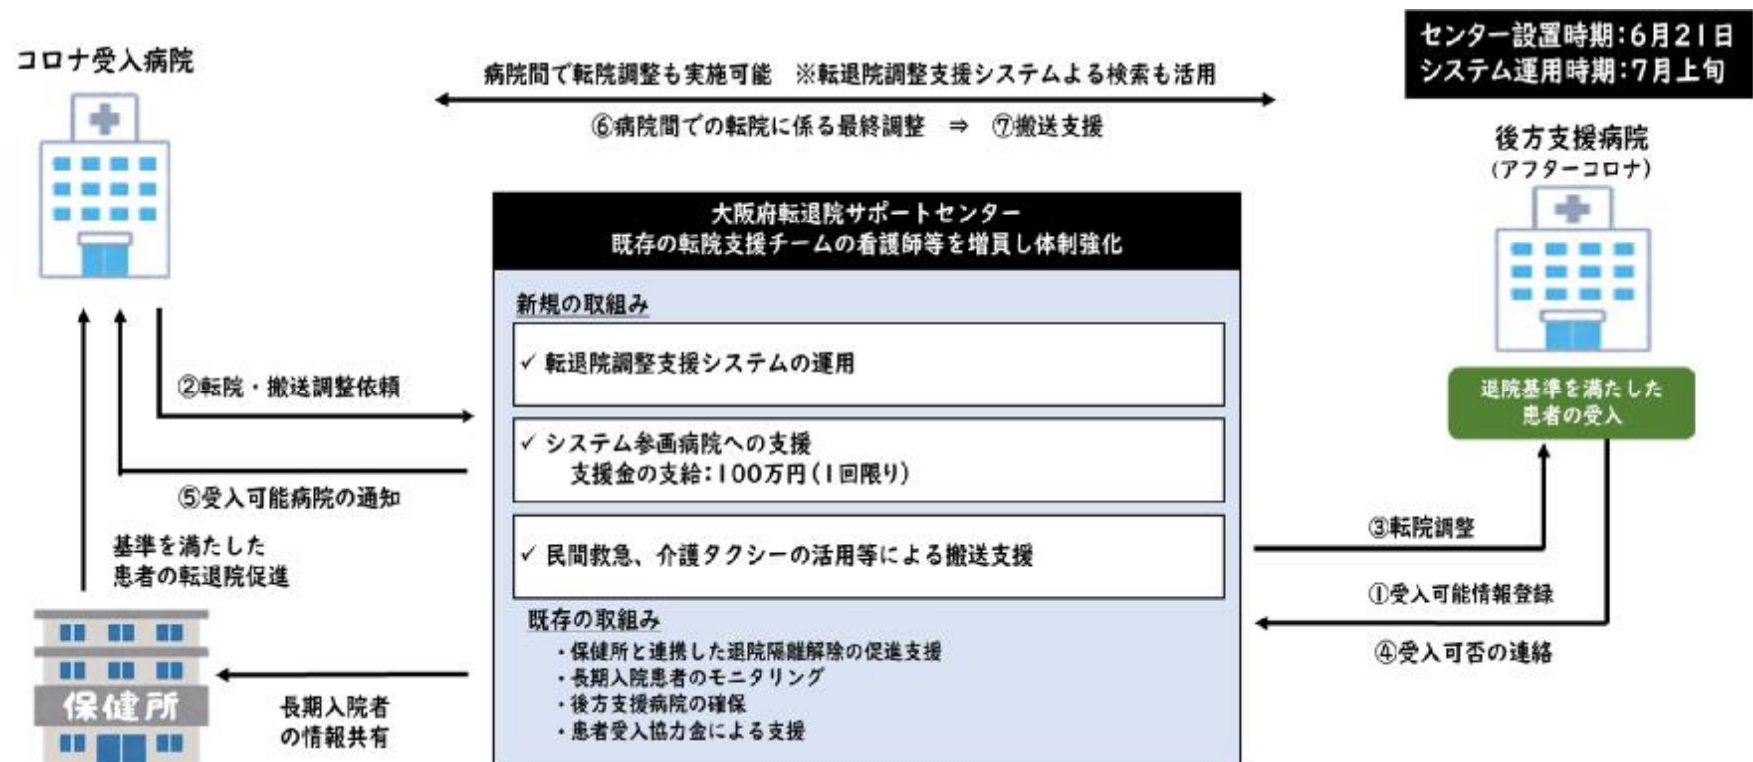 センター設置時期：6月21日
システム運用時期：7月上旬
コロナ受入病院
病院間で転院調整も実施可能　※転退院調整支援システムよる検索も活用
⑥病院間での転院に係る最終調整　⇒　⑦搬送支援
後方支援病院
(アフターコロナ)
大阪府転退院サポートセンター
既存の転院支援チームの看護師等を増員し体制強化
新規の取組み
✓ 転退院調整支援システムの運用
✓ システム参画病院への支援
支援金の支給：100万円(1回限り)
✓ 民間救急、介護タクシーの活用等による搬送支援
既存の取組み
・保健所と連携した退院隔離解除の促進支援
・長期入院患者のモニタリング
・後方支援病院の確保
・患者受入協力金による支援
②転院・搬送調整依頼
⑤受入可能病院の通知
基準を満たした
患者の転退院促進
保健所
長期入院者
の情報共有
退院基準を満たした
患者の受入
③転院調整
①受入可能情報登録
④受入可否の連絡